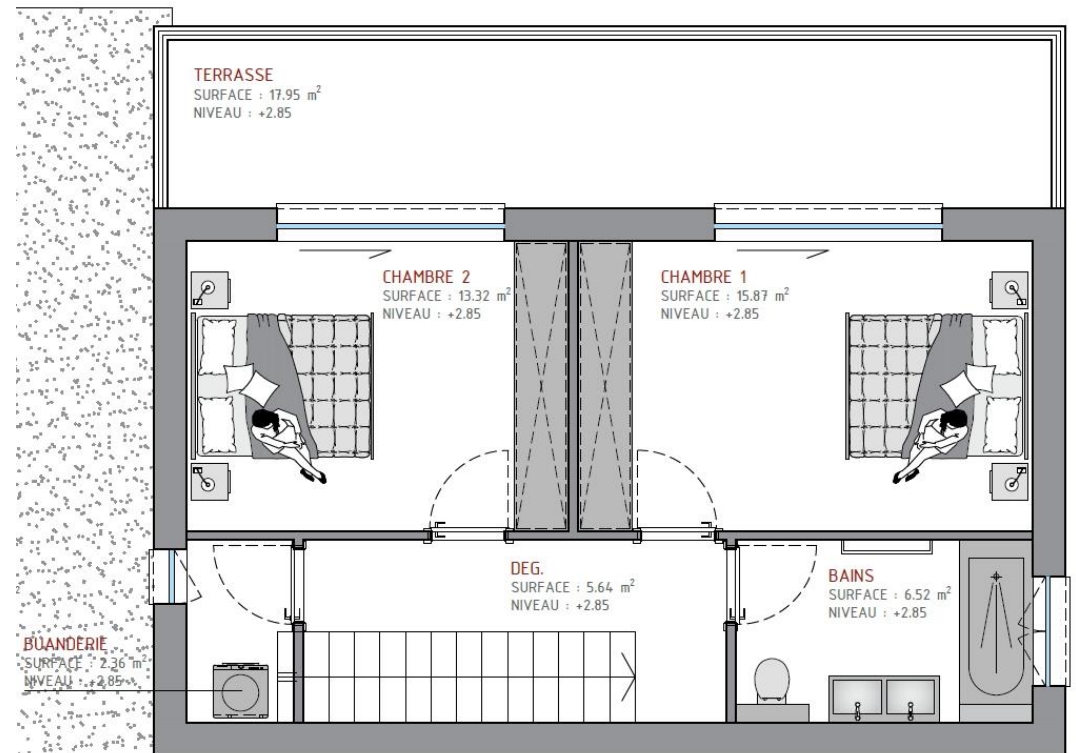 TERRASSE
SURFACE : 17.95 m²
NIVEAU : +2.85
CHAMBRE 2
SURFACE : 13.32 m²
NIVEAU : +2.85
CHAMBRE 1
SURFACE : 15.87 m²
NIVEAU : +2.85
DEG.
SURFACE : 5.64 m²
NIVEAU : +2.85
BAINS
SURFACE : 6.52 m²
NIVEAU : +2.85
BUANDERIE
SURFACE : 2.36 m²
NIVEAU : +2.85